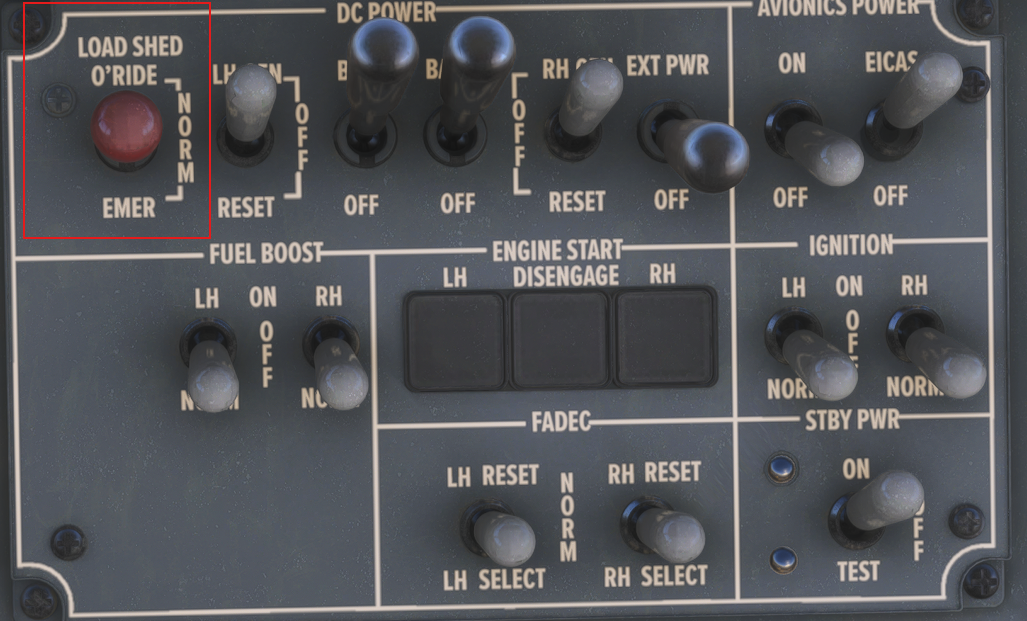 DC POWER
AVIONICS POWER
LOAD SHED
O'RIDE
NORM
EMER
OFF
RESET
OFF
OFF
OFF
RESET
EXT PWR
OFF
ON
OFF
EICAS
OFF
FUEL BOOST
LH ON RH
OFF
ENGINE START
LH DISENGAGE RH
IGNITION
LH ON RH
NORM
FADEC
LH RESET
RH RESET
NORM
LH SELECT
RH SELECT
STBY PWR
ON
TEST